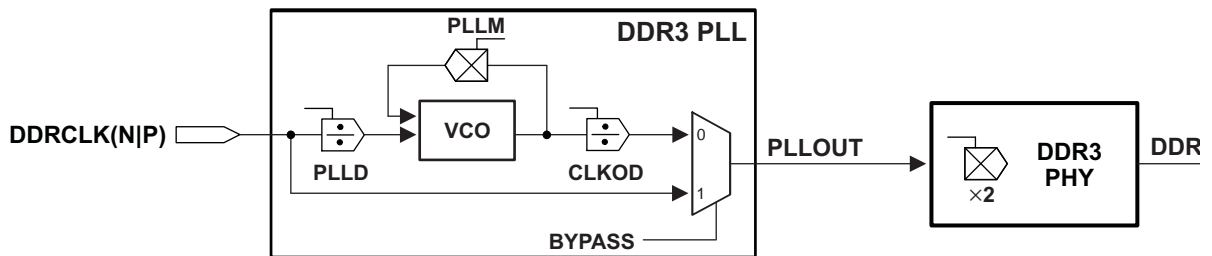 PLLM
DDR3 PLL
DDRCLK(N|P)
VCO
PLLD
CLKOD
0
1
BYPASS
PLLOUT
×2
DDR3
PHY
DDR